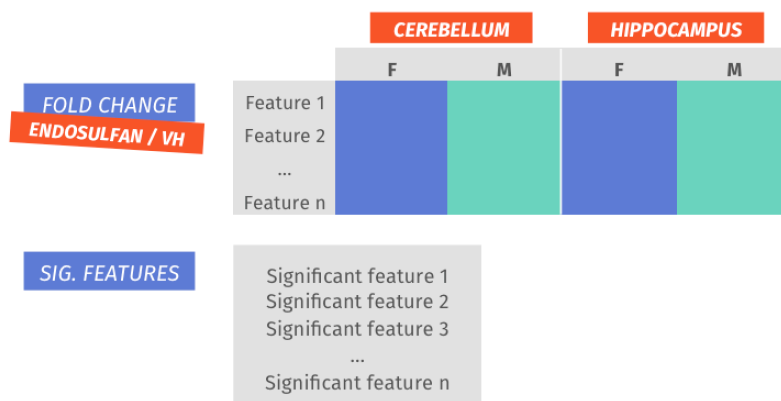 CEREBELLUM HIPPOCAMPUS
F M F M
FOLD CHANGE
ENDOSULFAN / VH
Feature 1
Feature 2
...
Feature n
SIG. FEATURES
Significant feature 1
Significant feature 2
Significant feature 3
...
Significant feature n